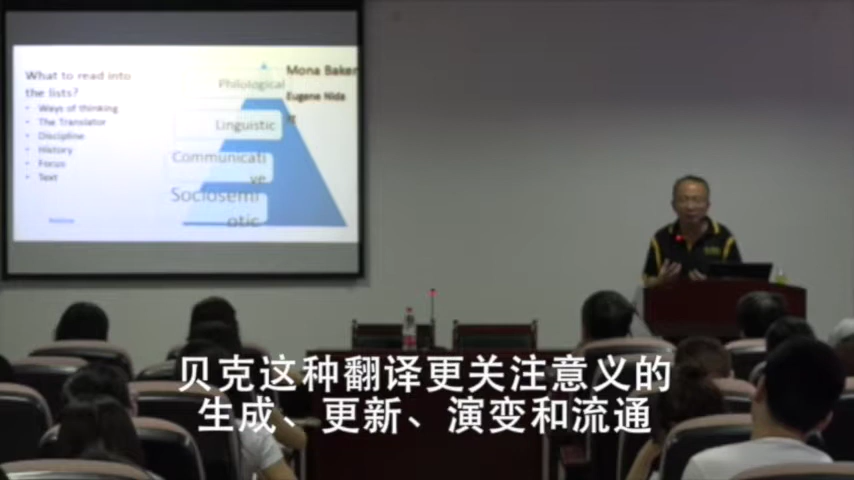 What to read into
the lists?
• Ways of thinking
• The Translator
• Discipline
• History
• Focus
• Text
Mona Baker
Philological
Eugene Nida
Linguistic
Communicati
ve
Sociosemi
otic
贝克这种翻译更关注意义的
生成、更新、演变和流通